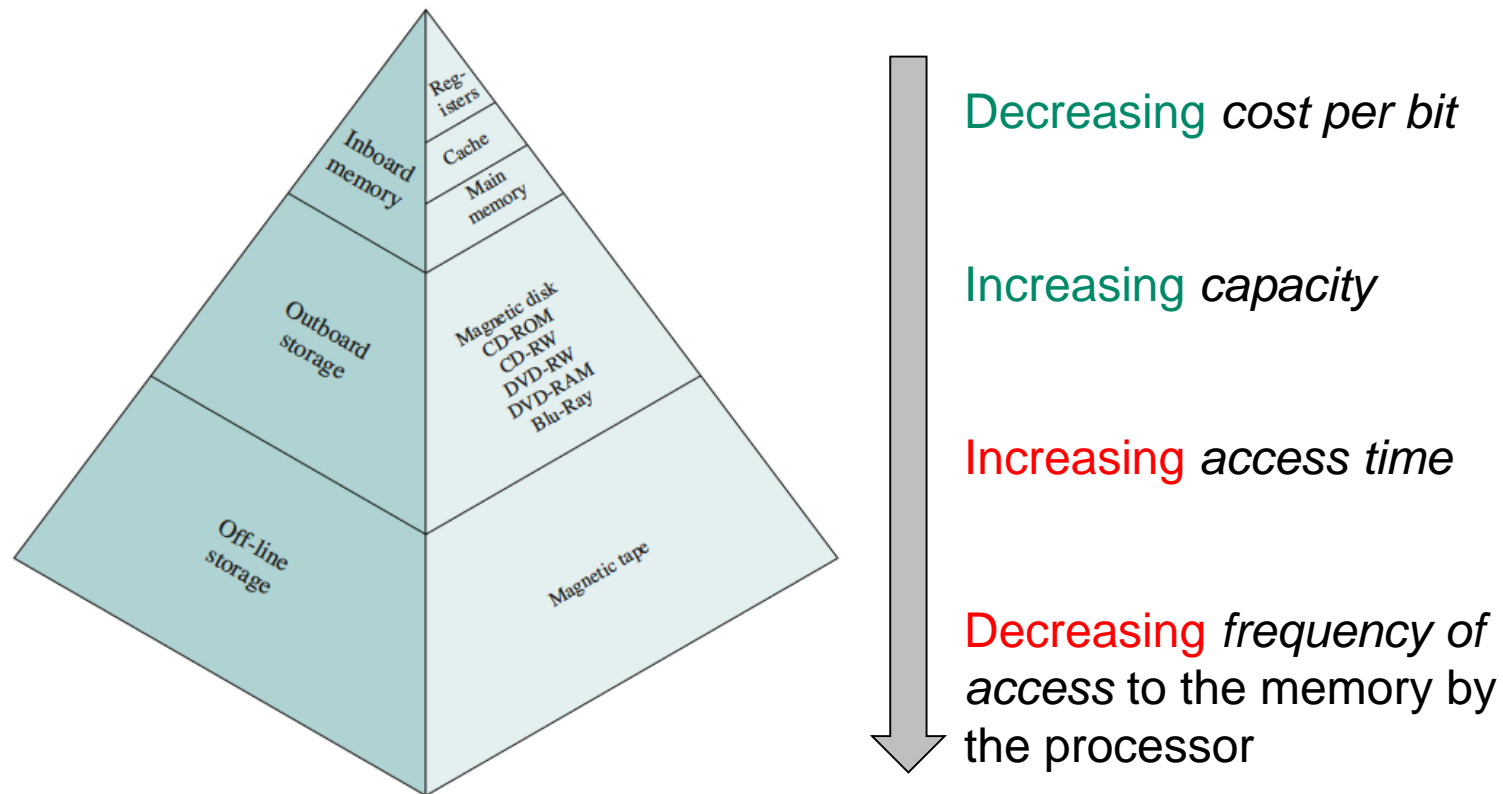 Reg-
isters
Cache
Main
memory
Inboard
memory
Magnetic disk
CD-ROM
CD-RW
DVD-RW
DVD-RAM
Blu-Ray
Outboard
storage
Magnetic tape
Off-line
storage
Decreasing cost per bit
Increasing capacity
Increasing access time
Decreasing frequency of
access to the memory by
the processor